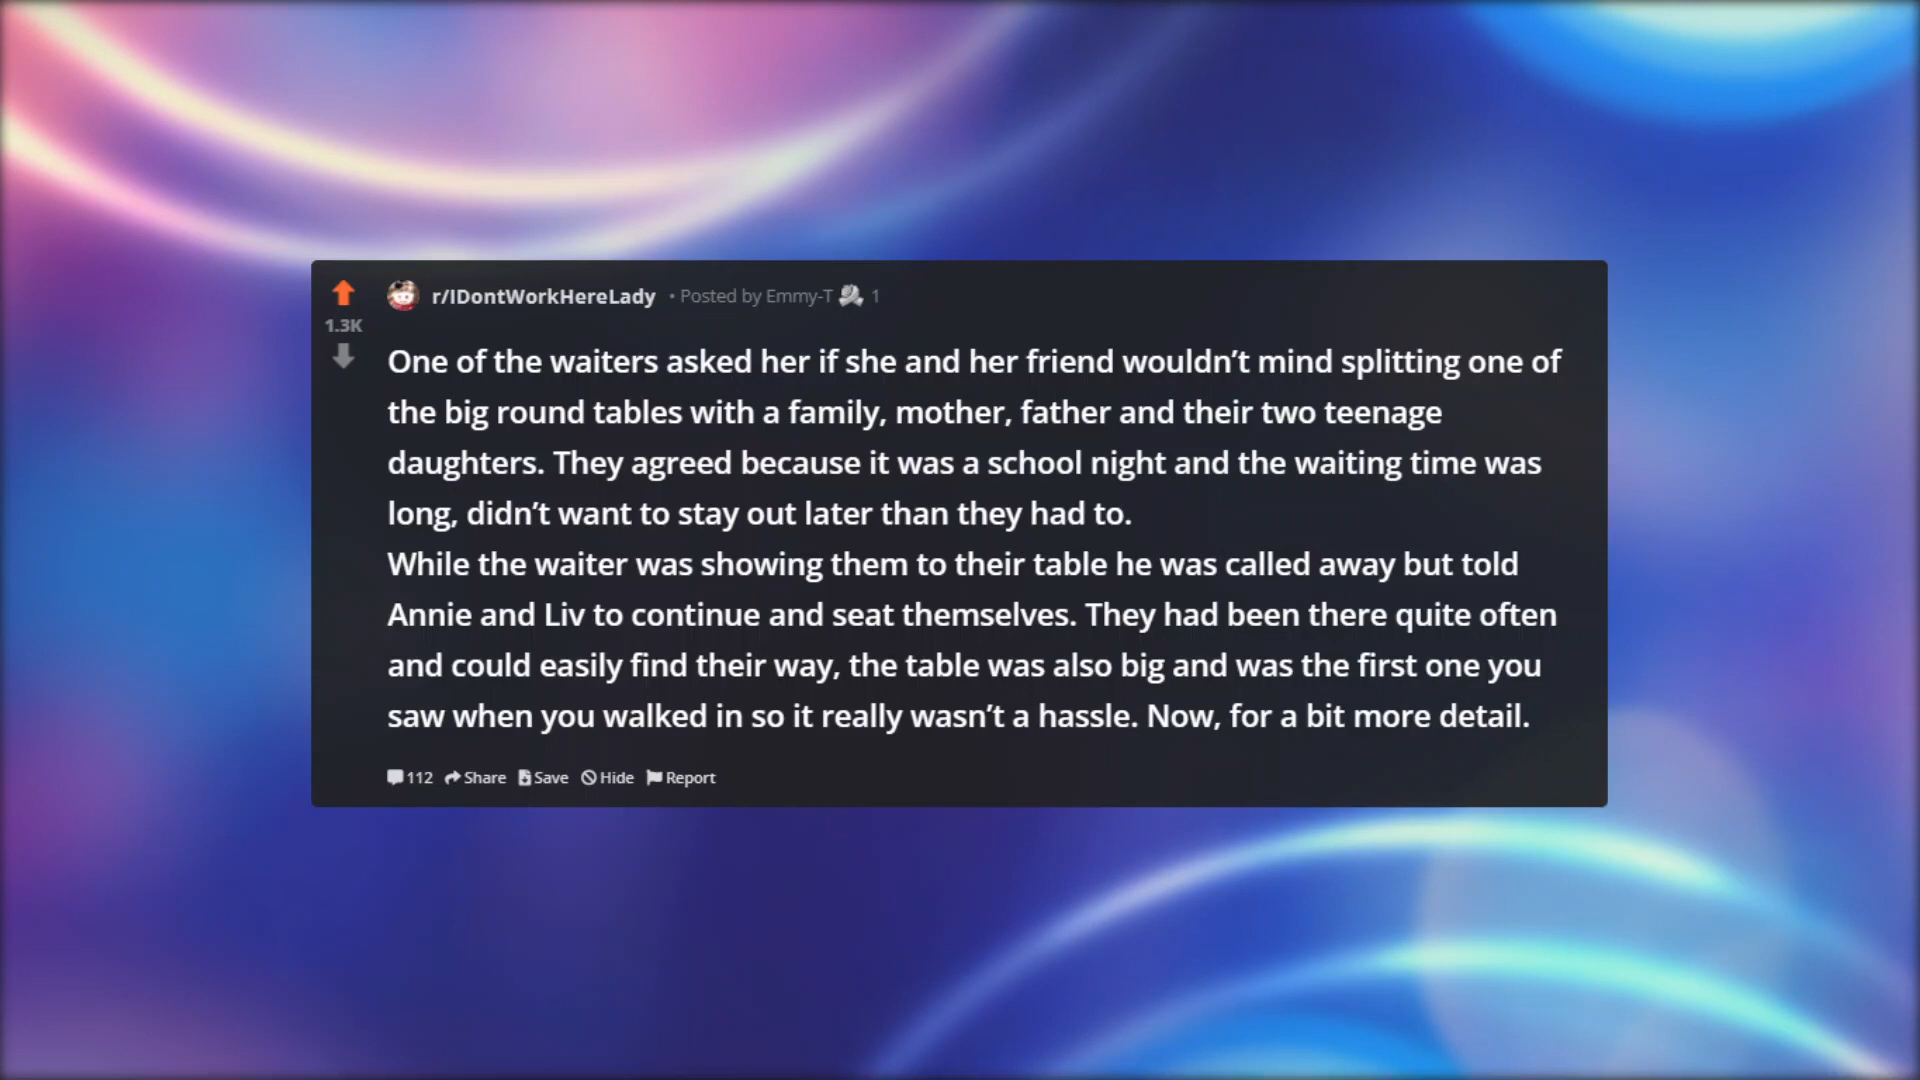 r/IDontWorkHereLady • Posted by Emmy-T 1
1.3K
One of the waiters asked her if she and her friend wouldn’t mind splitting one of
the big round tables with a family, mother, father and their two teenage
daughters. They agreed because it was a school night and the waiting time was
long, didn’t want to stay out later than they had to.
While the waiter was showing them to their table he was called away but told
Annie and Liv to continue and seat themselves. They had been there quite often
and could easily find their way, the table was also big and was the first one you
saw when you walked in so it really wasn’t a hassle. Now, for a bit more detail.
112 Share Save Hide Report